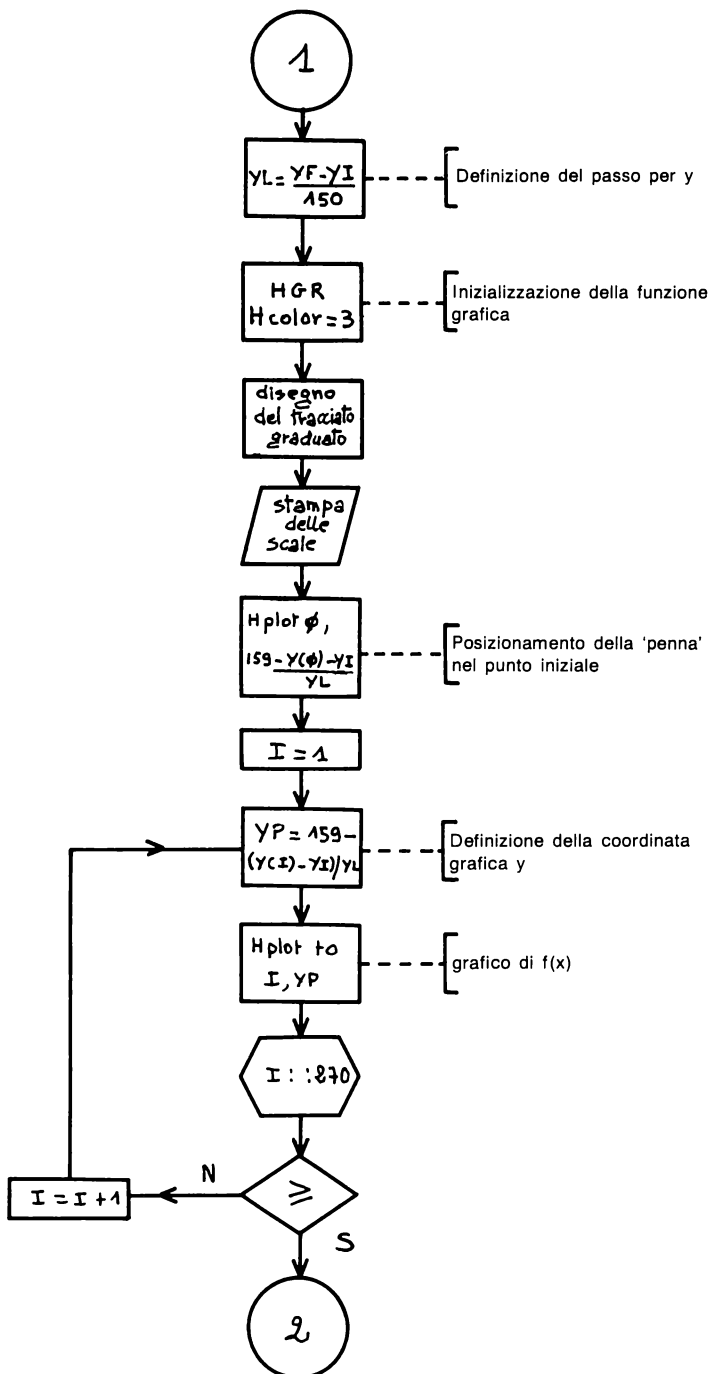 1
YL = YF - YI
150
Definizione del passo per y
HGR
Hcolor = 3
Inizializzazione della funzione
grafica
disegno
del tracciato
graduato
stampa
delle
scale
Hplot ϕ,
159 - Y(ϕ) - YI
YL
Posizionamento della 'penna'
nel punto iniziale
I = 1
YP = 159 -
(Y(I) - YI)/YL
Definizione della coordinata
grafica y
Hplot to
I, YP
grafico di f(x)
I : : 270
≥
N
I = I + 1
S
2